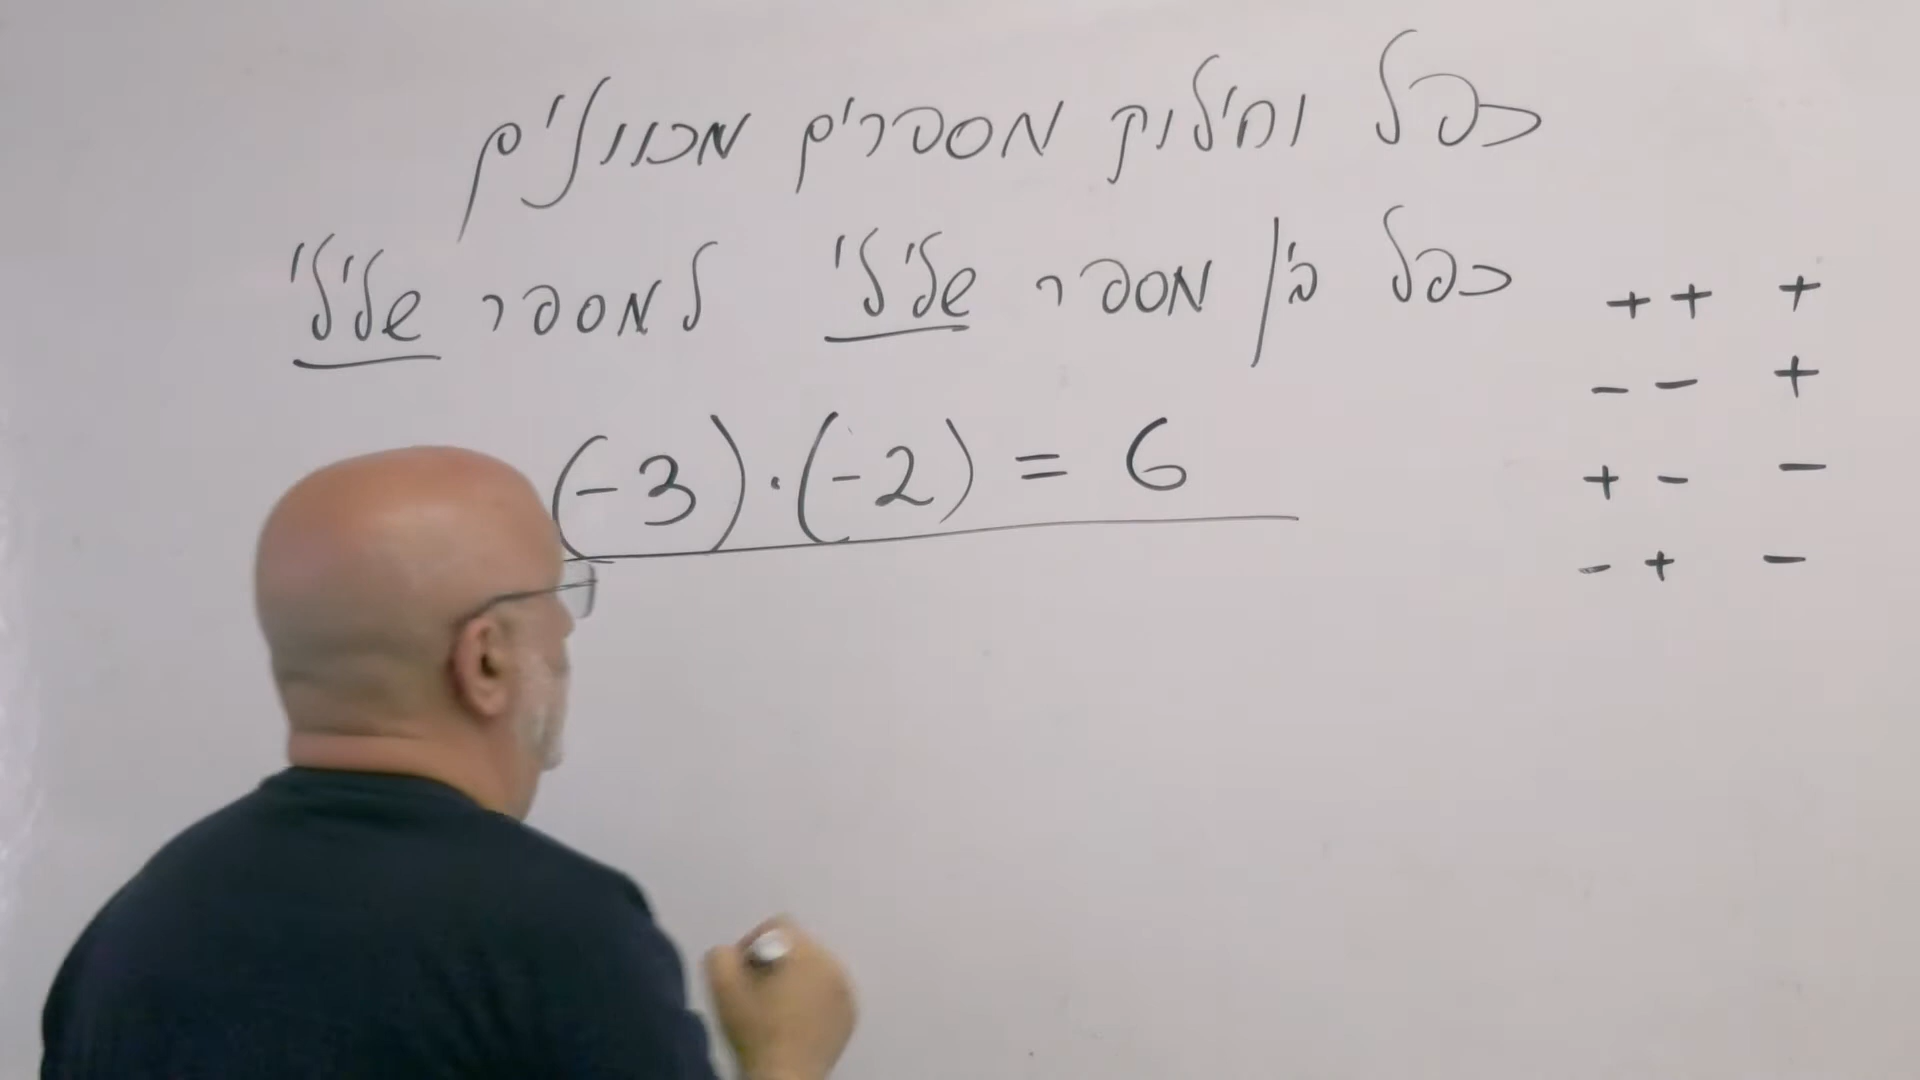 כפל וחילוק מספרים מכוונים
כפל בין מספר שלילי למספר שלילי
(-3)·(-2) = 6
++ +
-- +
+- -
-+ -